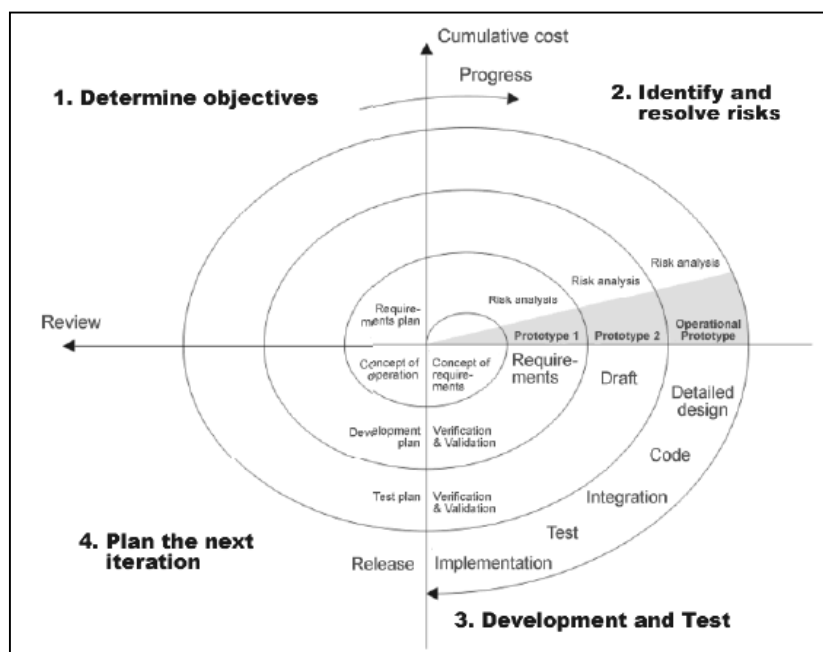 Cumulative cost
Progress
1. Determine objectives
2. Identify and
resolve risks
Risk analysis
Risk analysis
Risk analysis
Require-
ments plan
Review
Prototype 1
Prototype 2
Operational
Prototype
Concept of
operation
Concept of
require-
ments
Require-
ments
Draft
Detailed
design
Development
plan
Verification
& Validation
Code
Test plan
Verification
& Validation
Integration
Test
4. Plan the next
iteration
Release
Implementation
3. Development and Test